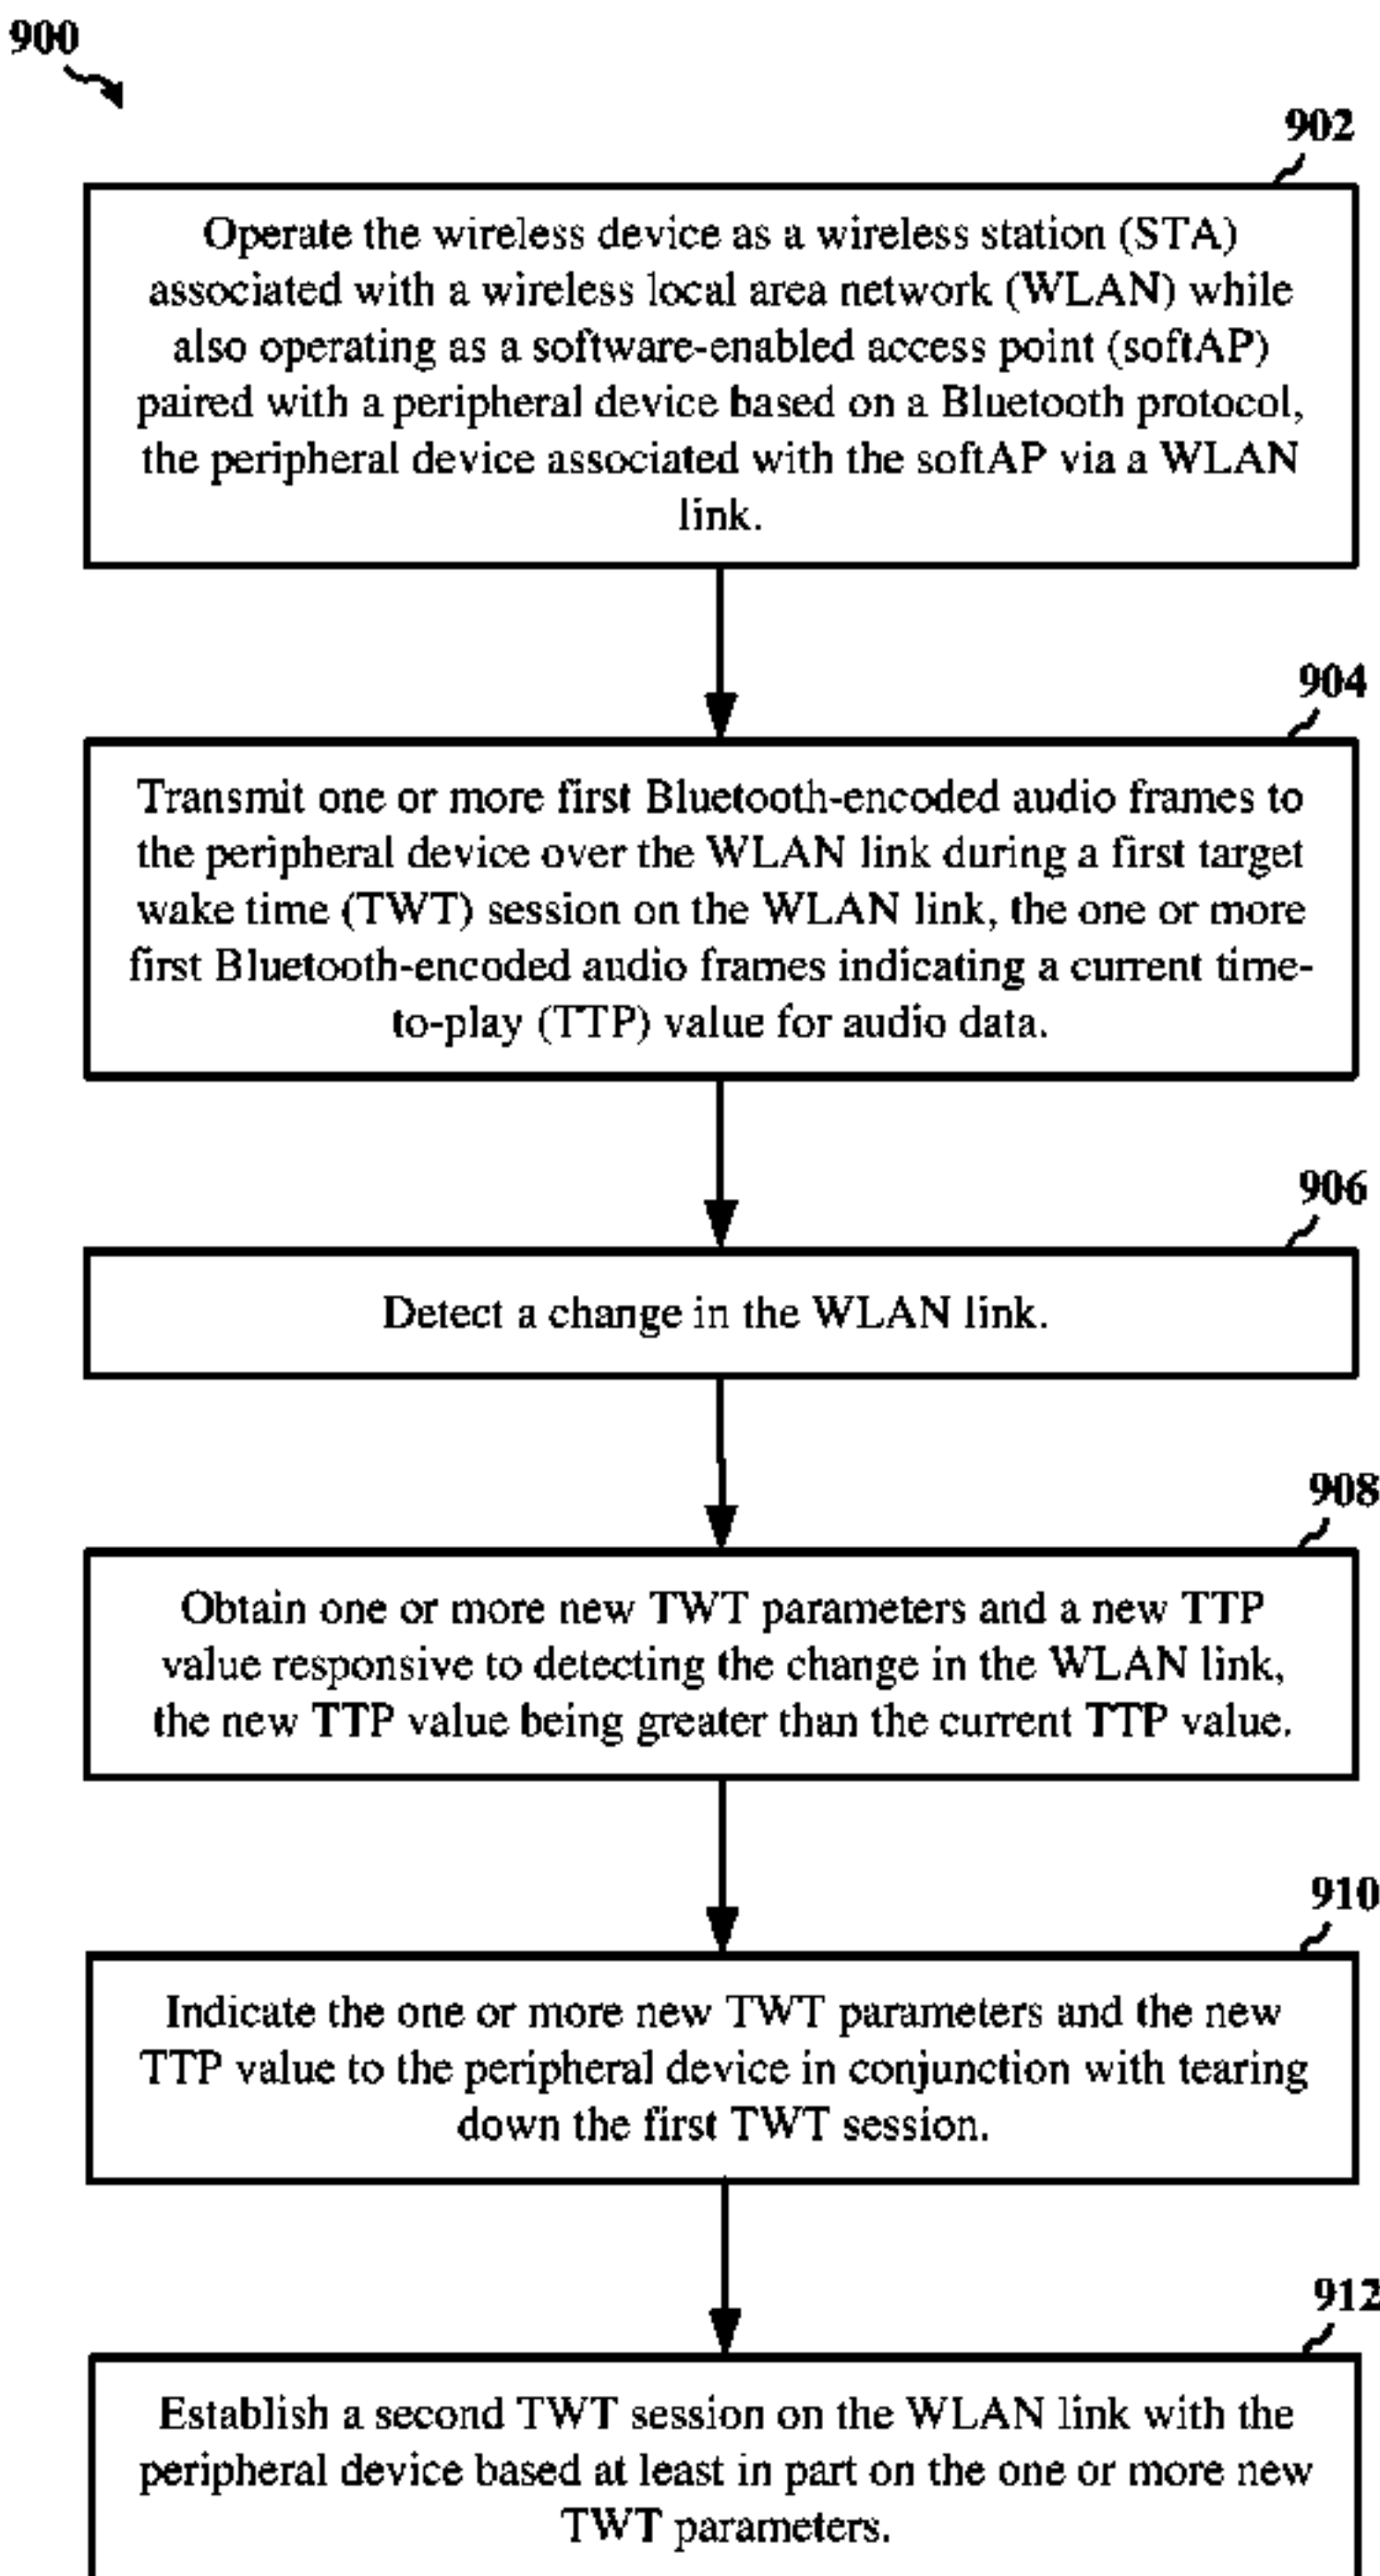 900
902
Operate the wireless device as a wireless station (STA)
associated with a wireless local area network (WLAN) while
also operating as a software-enabled access point (softAP)
paired with a peripheral device based on a Bluetooth protocol,
the peripheral device associated with the softAP via a WLAN
link.
904
Transmit one or more first Bluetooth-encoded audio frames to
the peripheral device over the WLAN link during a first target
wake time (TWT) session on the WLAN link, the one or more
first Bluetooth-encoded audio frames indicating a current time-
to-play (TTP) value for audio data.
906
Detect a change in the WLAN link.
908
Obtain one or more new TWT parameters and a new TTP
value responsive to detecting the change in the WLAN link,
the new TTP value being greater than the current TTP value.
910
Indicate the one or more new TWT parameters and the new
TTP value to the peripheral device in conjunction with tearing
down the first TWT session.
912
Establish a second TWT session on the WLAN link with the
peripheral device based at least in part on the one or more new
TWT parameters.